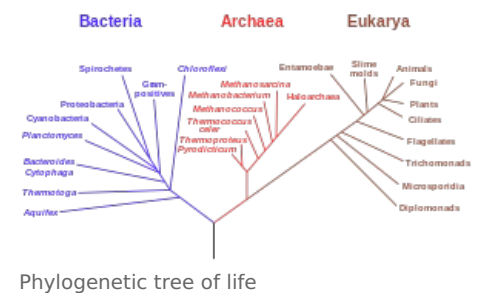 Bacteria
Archaea
Eukarya
Spirochetes
Chloroflexi
Gram-
positives
Proteobacteria
Cyanobacteria
Planctomyces
Bacteroides
Cytophaga
Thermotoga
Aquifex
Methanosarcina
Methanobacterium
Haloarchaea
Methanococcus
Thermococcus
celer
Thermoproteus
Pyrodicticum
Entamoebae
Slime
molds
Animals
Fungi
Plants
Ciliates
Flagellates
Trichomonads
Microsporidia
Diplomonads
Phylogenetic tree of life